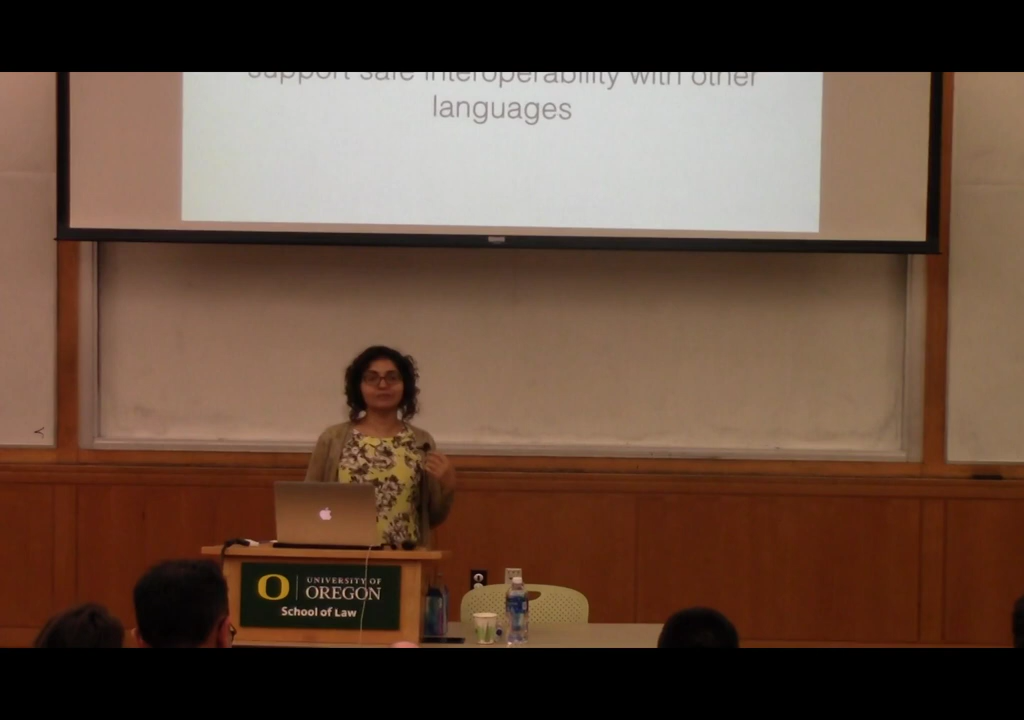 support safe interoperability with other
languages
O
UNIVERSITY OF
OREGON
School of Law